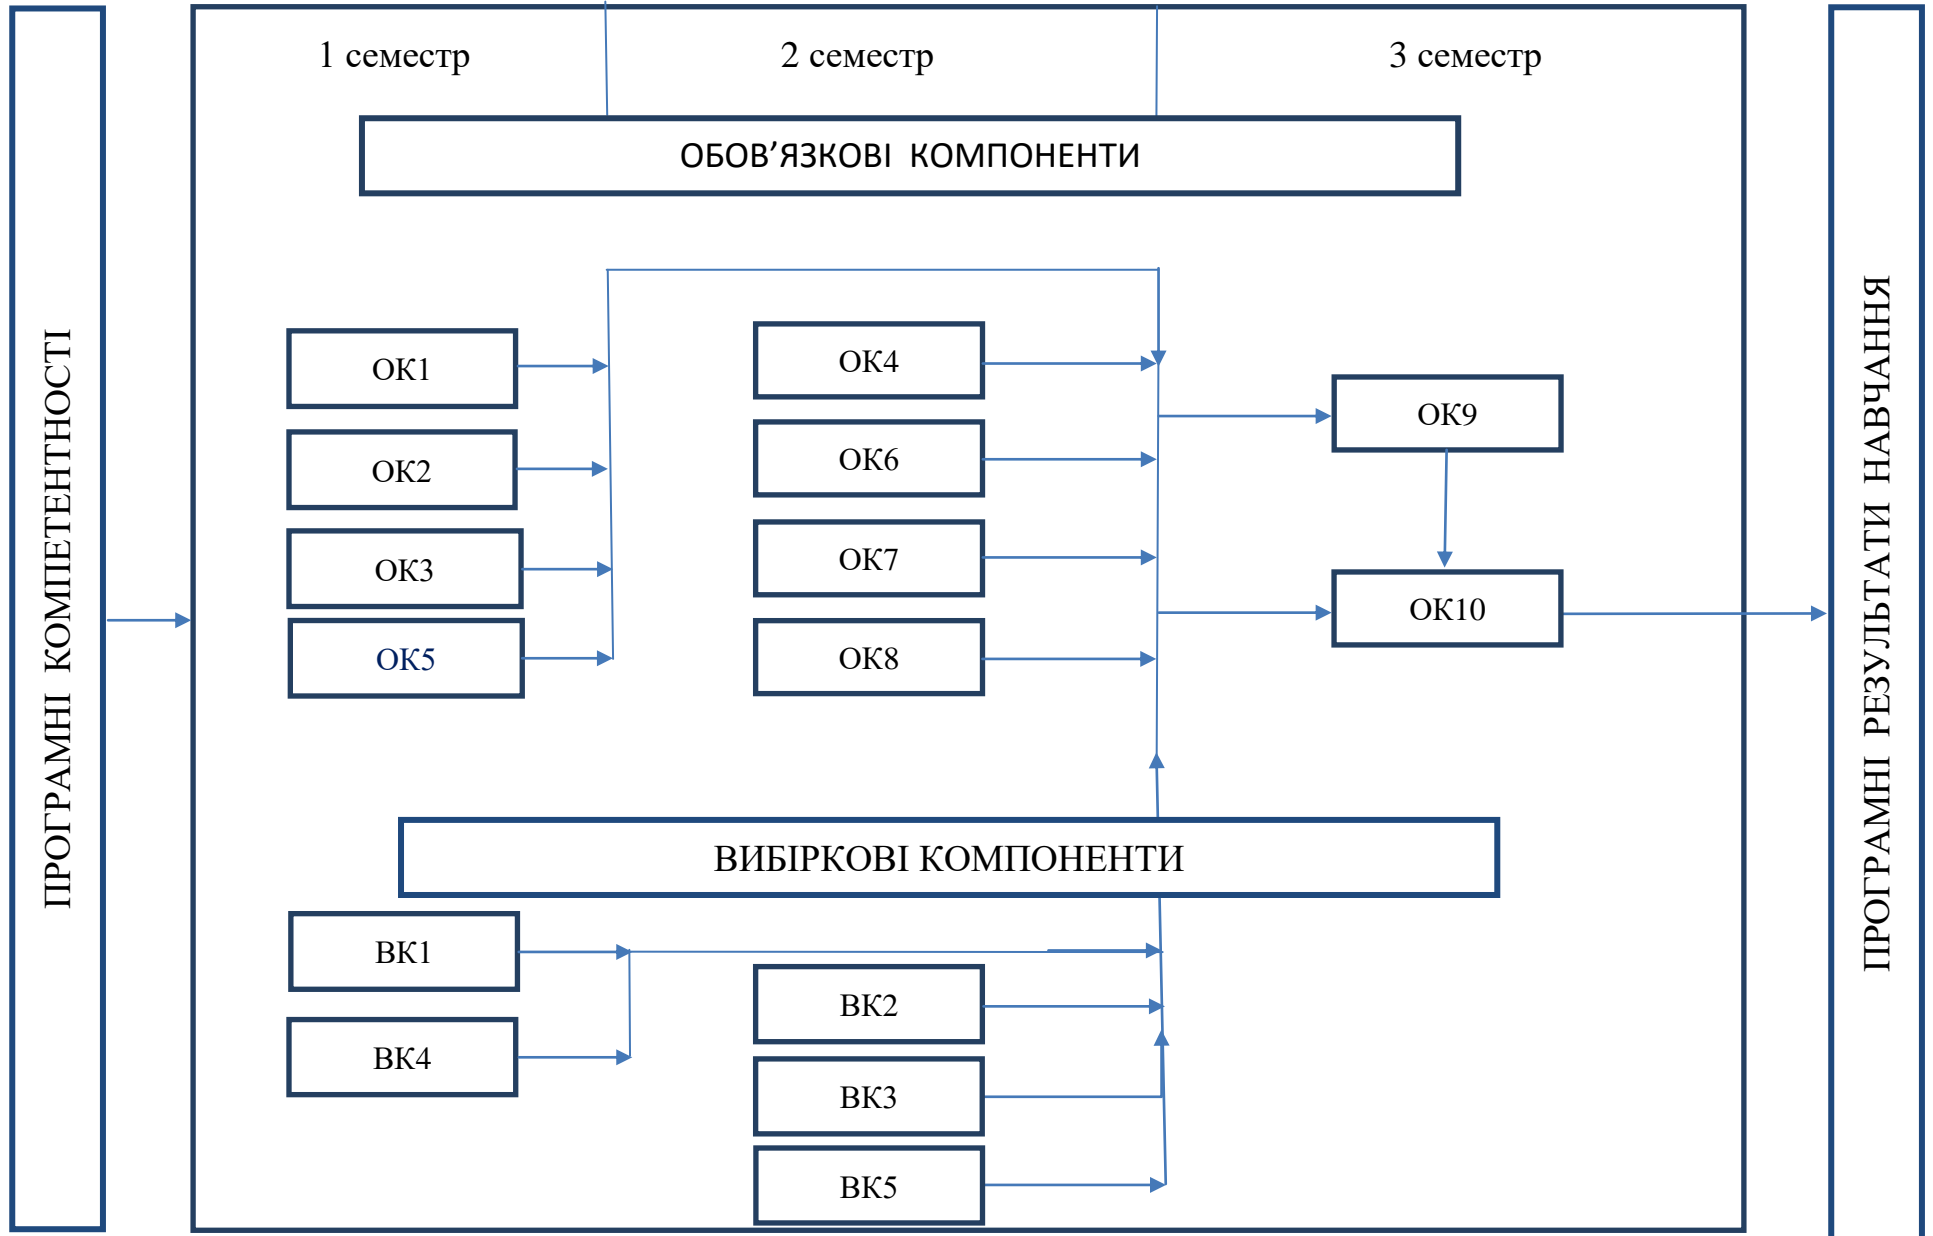 ПРОГРАМНІ КОМПЕТЕНТНОСТІ
1 семестр
2 семестр
3 семестр
ОБОВ’ЯЗКОВІ КОМПОНЕНТИ
ОК1
ОК2
ОК3
ОК5
ОК4
ОК6
ОК7
ОК8
ОК9
ОК10
ВИБІРКОВІ КОМПОНЕНТИ
ВК1
ВК4
ВК2
ВК3
ВК5
ПРОГРАМНІ РЕЗУЛЬТАТИ НАВЧАННЯ